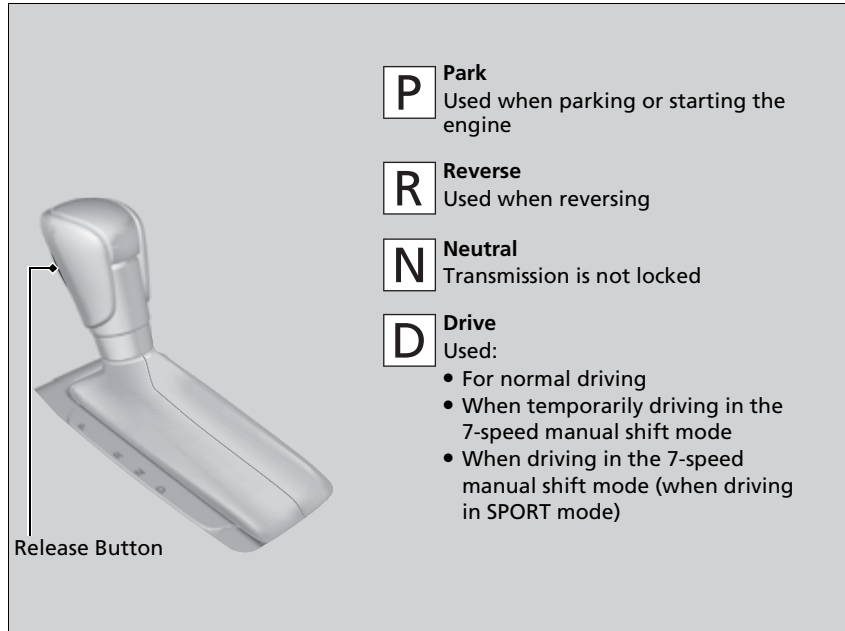 P
Park
Used when parking or starting the
engine
R
Reverse
Used when reversing
N
Neutral
Transmission is not locked
D
Drive
Used:
• For normal driving
• When temporarily driving in the
7-speed manual shift mode
• When driving in the 7-speed
manual shift mode (when driving
in SPORT mode)
P
R
N
D
Release Button